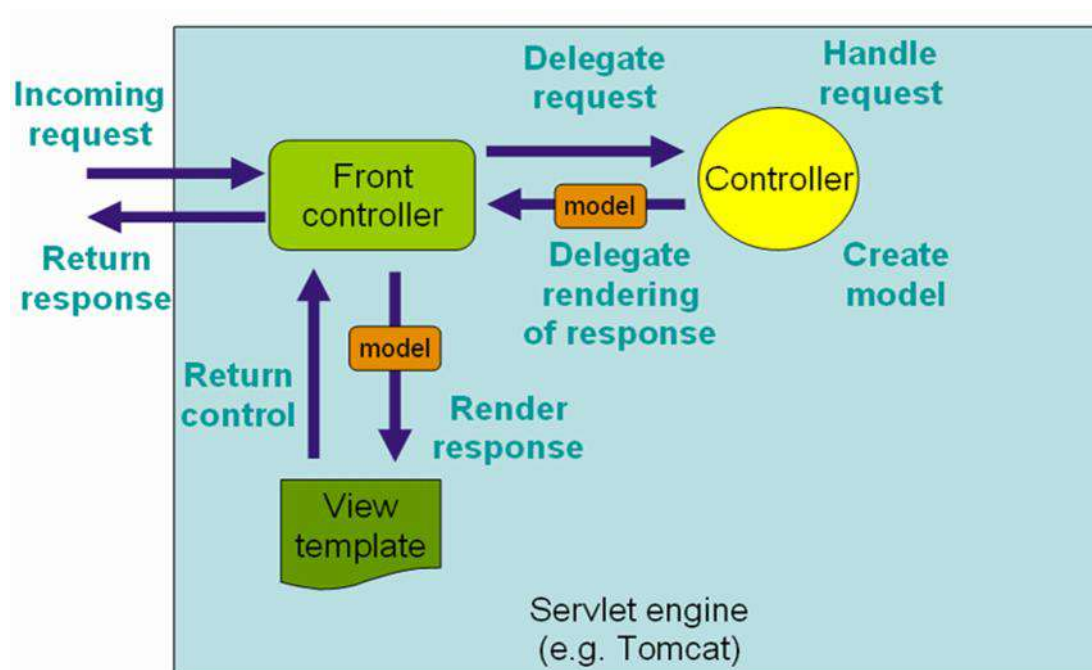 Incoming
request
Return
response
Front
controller
Delegate
request
Handle
request
Controller
model
Delegate
rendering
of response
Create
model
Return
control
model
Render
response
View
template
Servlet engine
(e.g. Tomcat)